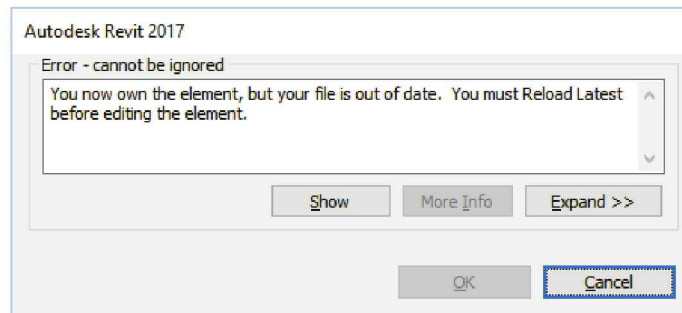 Autodesk Revit 2017
Error - cannot be ignored
You now own the element, but your file is out of date.  You must Reload Latest
before editing the element.
Show More Info Expand >>
OK Cancel